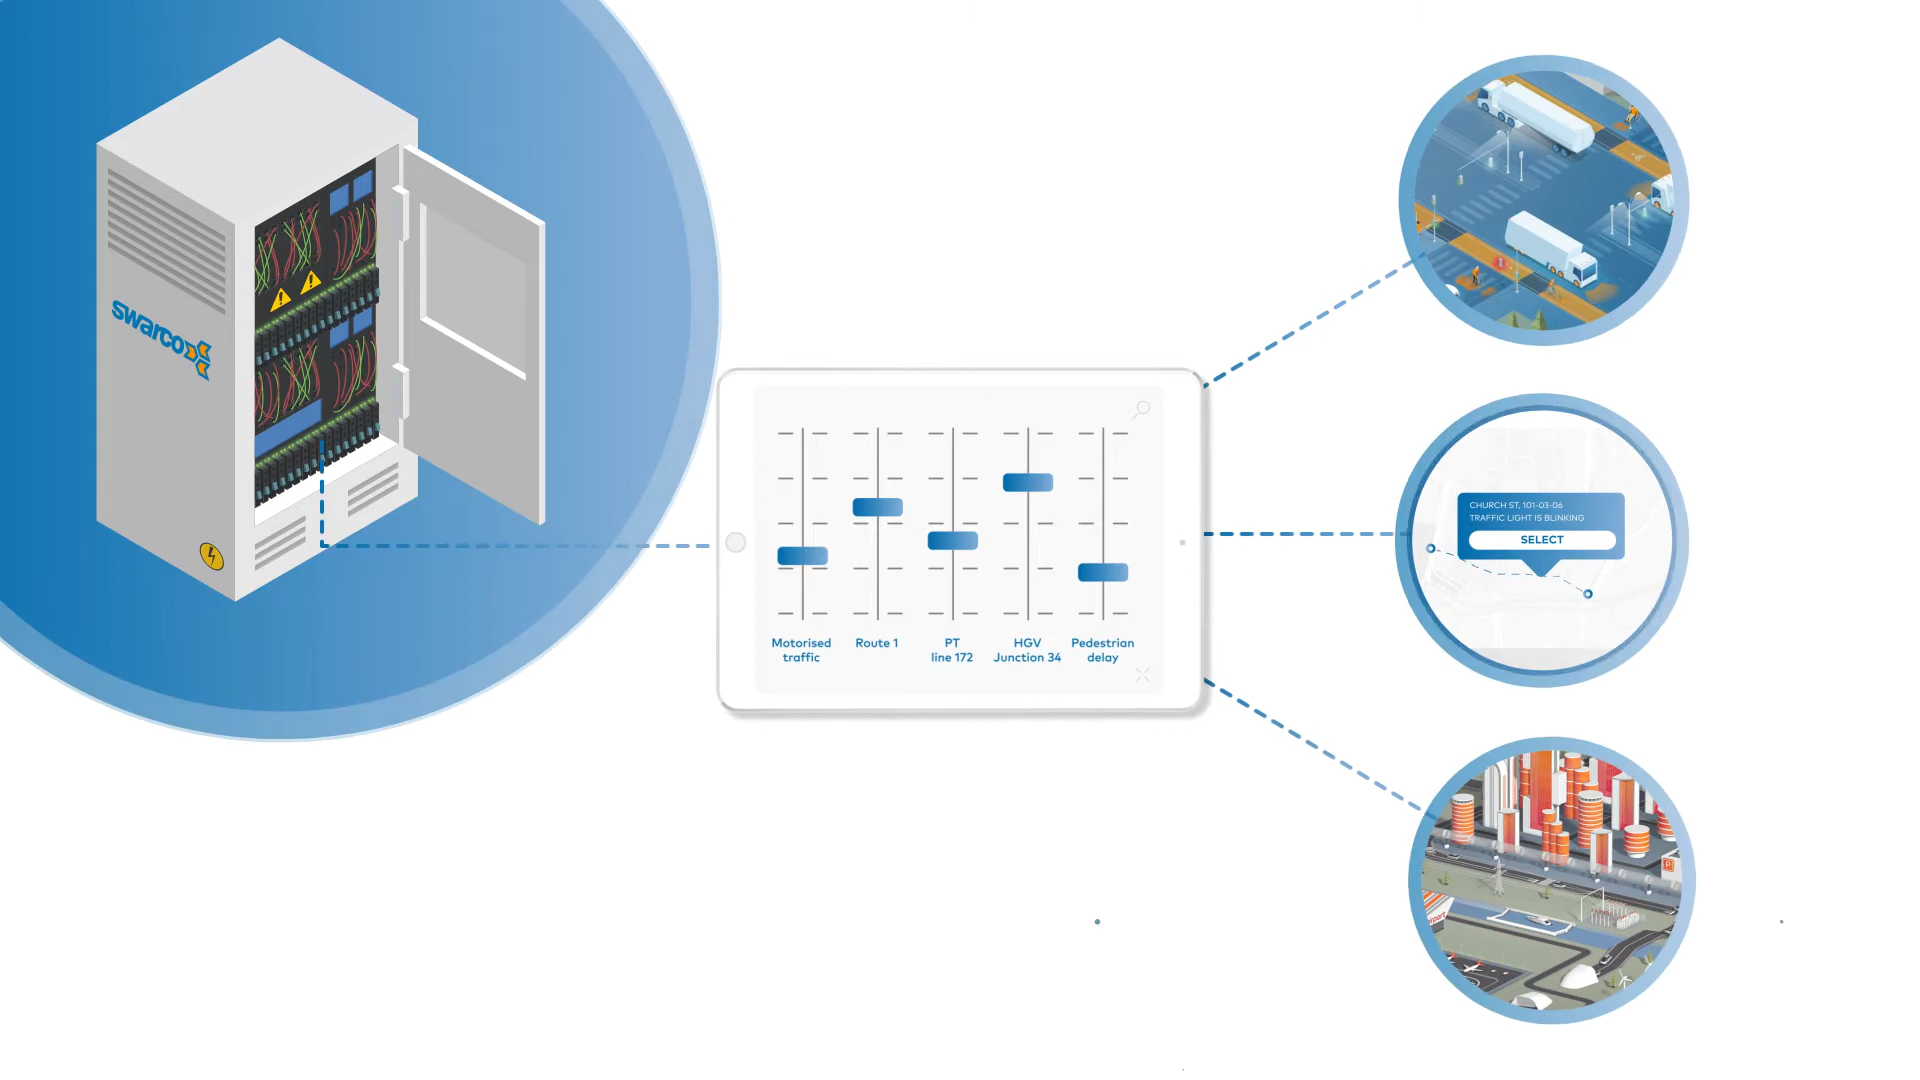 swarco
Motorised
traffic
Route 1
PT
line 172
HGV
Junction 34
Pedestrian
delay
1
CHURCH ST, 101-03-06
TRAFFIC LIGHT IS BLINKING
SELECT
P